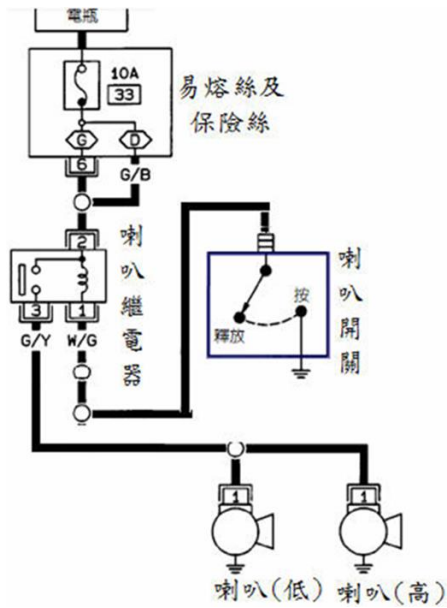 電瓶
10A
33
易熔絲及
保險絲
G
D
6
G/B
2
喇叭繼電器
3
1
G/Y
W/G
按
釋放
喇叭開關
1
1
喇叭(低)
喇叭(高)